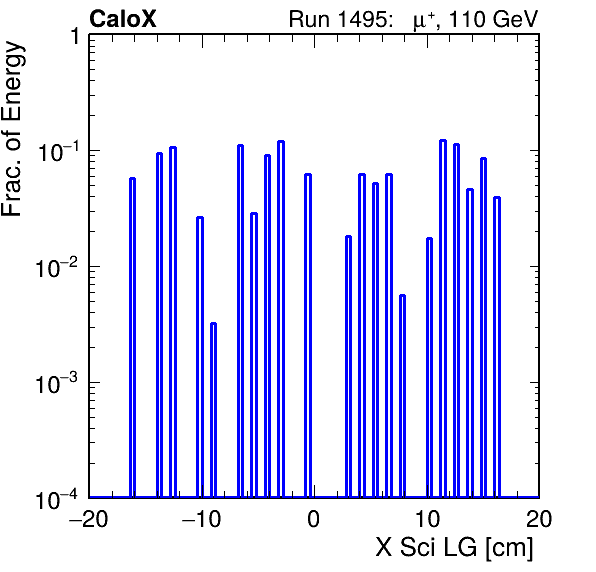 CaloX Run 1495: μ⁺, 110 GeV
Frac. of Energy
1
10⁻¹
10⁻²
10⁻³
10⁻⁴
−20 −10 0 10 20
X Sci LG [cm]